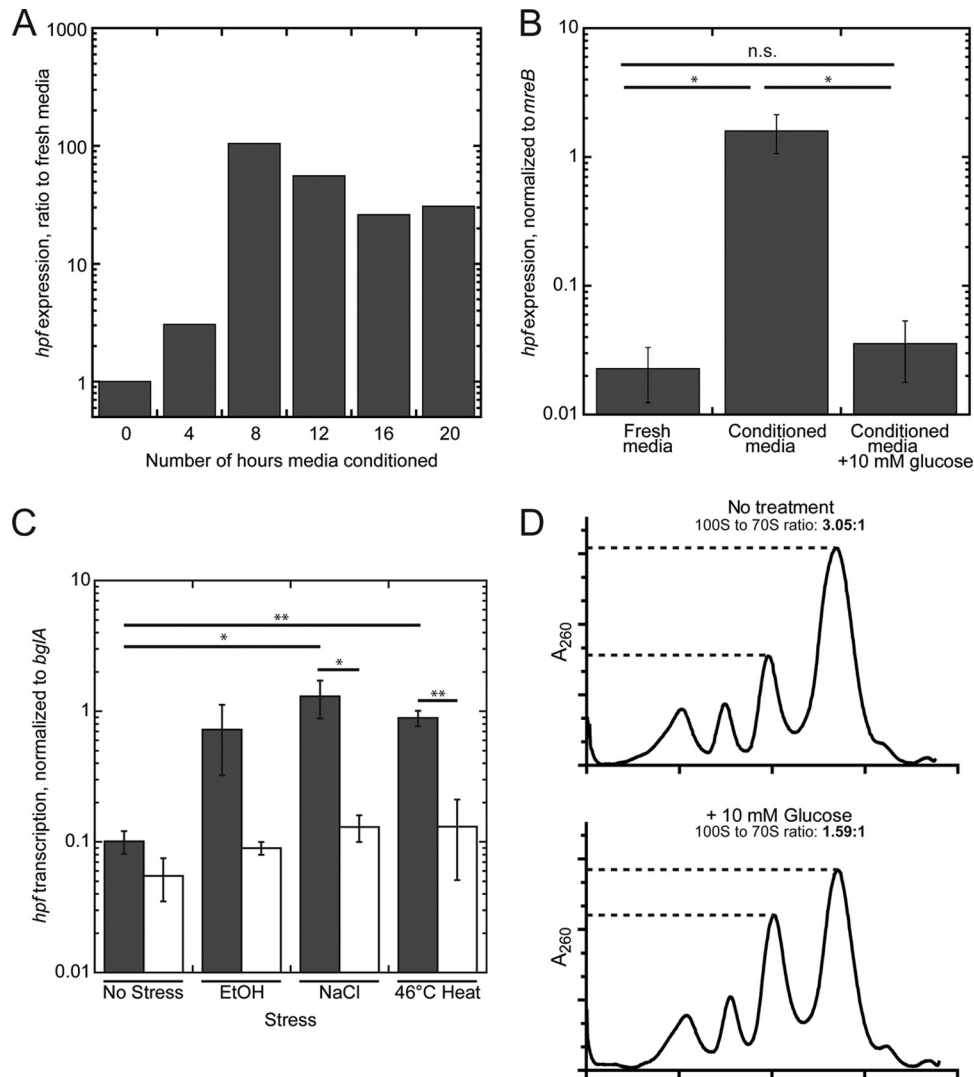 A
1000
100
10
1
hpf expression, ratio to fresh media
0 4 8 12 16 20
Number of hours media conditioned
B
10
1
0.1
0.01
hpf expression, normalized to mreB
n.s.
* *
Fresh media
Conditioned media
Conditioned media +10 mM glucose
C
10
1
0.1
0.01
hpf transcription, normalized to bglA
**
*
*
**
No Stress EtOH NaCl 46°C Heat
Stress
D
No treatment
100S to 70S ratio: 3.05:1
A260
+ 10 mM Glucose
100S to 70S ratio: 1.59:1
A260